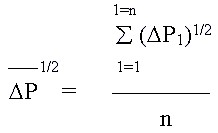 1=n
Σ (ΔP₁)^1/2
1=1
ΔP^1/2 =
n